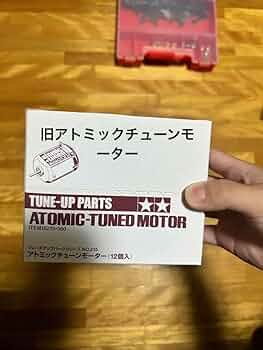 旧アトミックチューンモ
ーター
TUNE-UP PARTS
ATOMIC-TUNED MOTOR
アトミックチューンモーター(12個入)